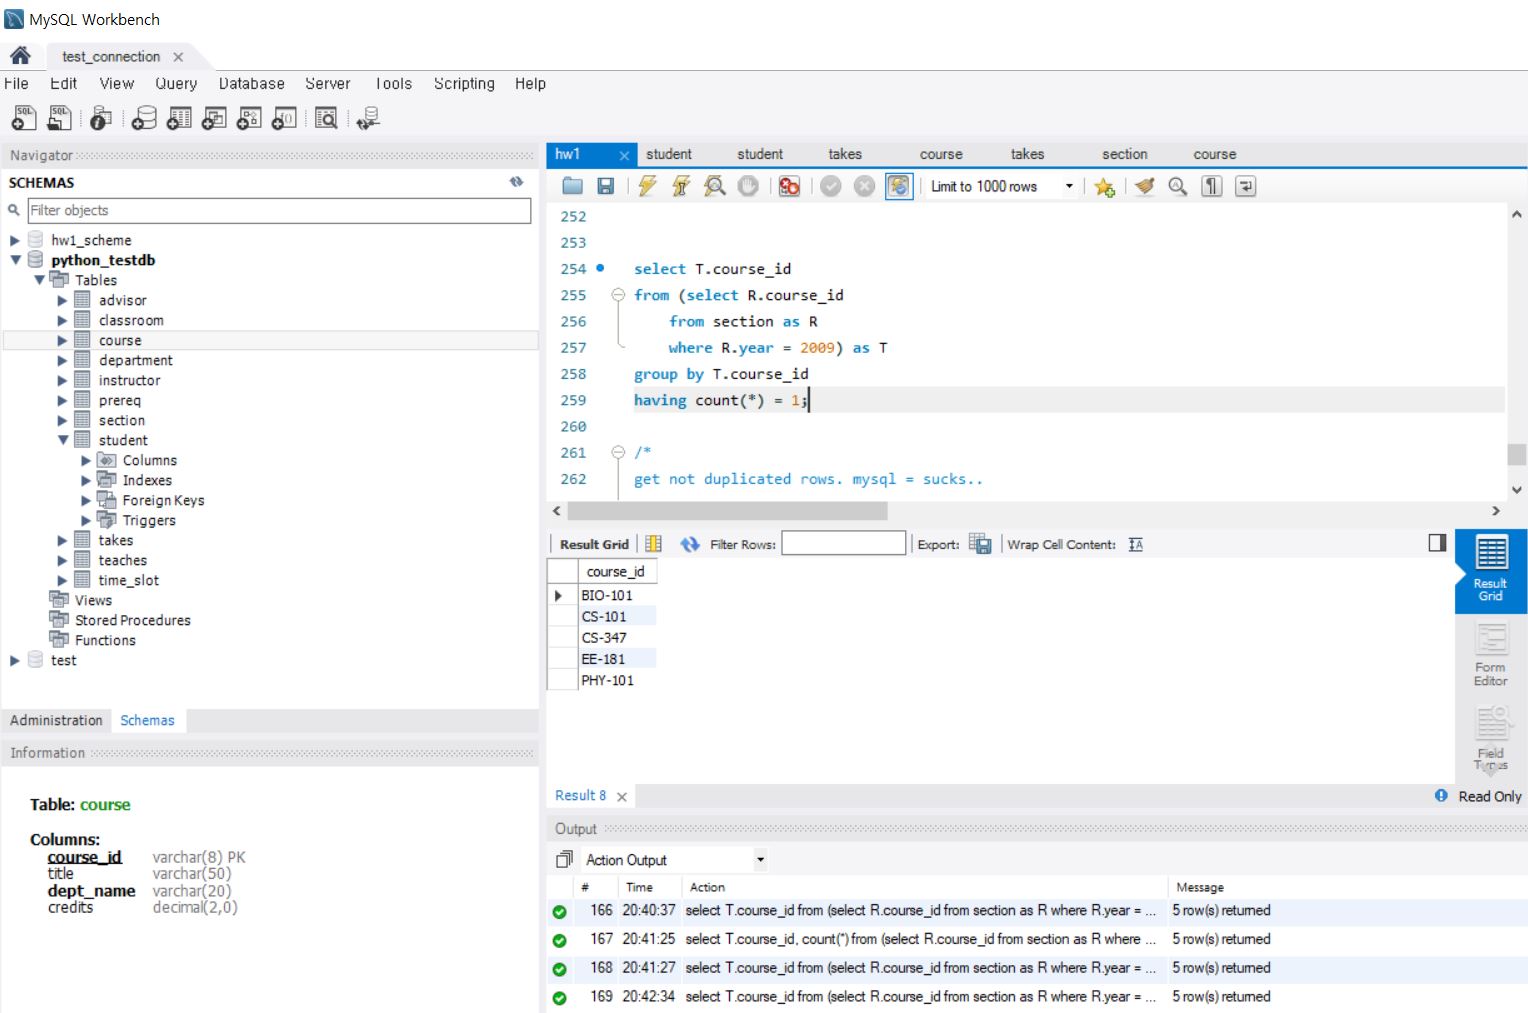 MySQL Workbench
test_connection
File Edit View Query Database Server Tools Scripting Help
Navigator
SCHEMAS
Filter objects
hw1_scheme
python_testdb
Tables
advisor
classroom
course
department
instructor
prereq
section
student
Columns
Indexes
Foreign Keys
Triggers
takes
teaches
time_slot
Views
Stored Procedures
Functions
test
Administration Schemas
Information
Table: course
Columns:
course_id varchar(8) PK
title varchar(50)
dept_name varchar(20)
credits decimal(2,0)
hw1 student student takes course takes section course
Limit to 1000 rows
252
253
254 select T.course_id
255 from (select R.course_id
256 from section as R
257 where R.year = 2009) as T
258 group by T.course_id
259 having count(*) = 1;
260
261 /*
262 get not duplicated rows. mysql = sucks..
Result Grid Filter Rows: Export: Wrap Cell Content:
course_id
BIO-101
CS-101
CS-347
EE-181
PHY-101
Result Grid
Form Editor
Field Types
Result 8
Read Only
Output
Action Output
# Time Action Message
166 20:40:37 select T.course_id from (select R.course_id from section as R where R.year = ... 5 row(s) returned
167 20:41:25 select T.course_id, count(*) from (select R.course_id from section as R where ... 5 row(s) returned
168 20:41:27 select T.course_id from (select R.course_id from section as R where R.year = ... 5 row(s) returned
169 20:42:34 select T.course_id from (select R.course_id from section as R where R.year = ... 5 row(s) returned